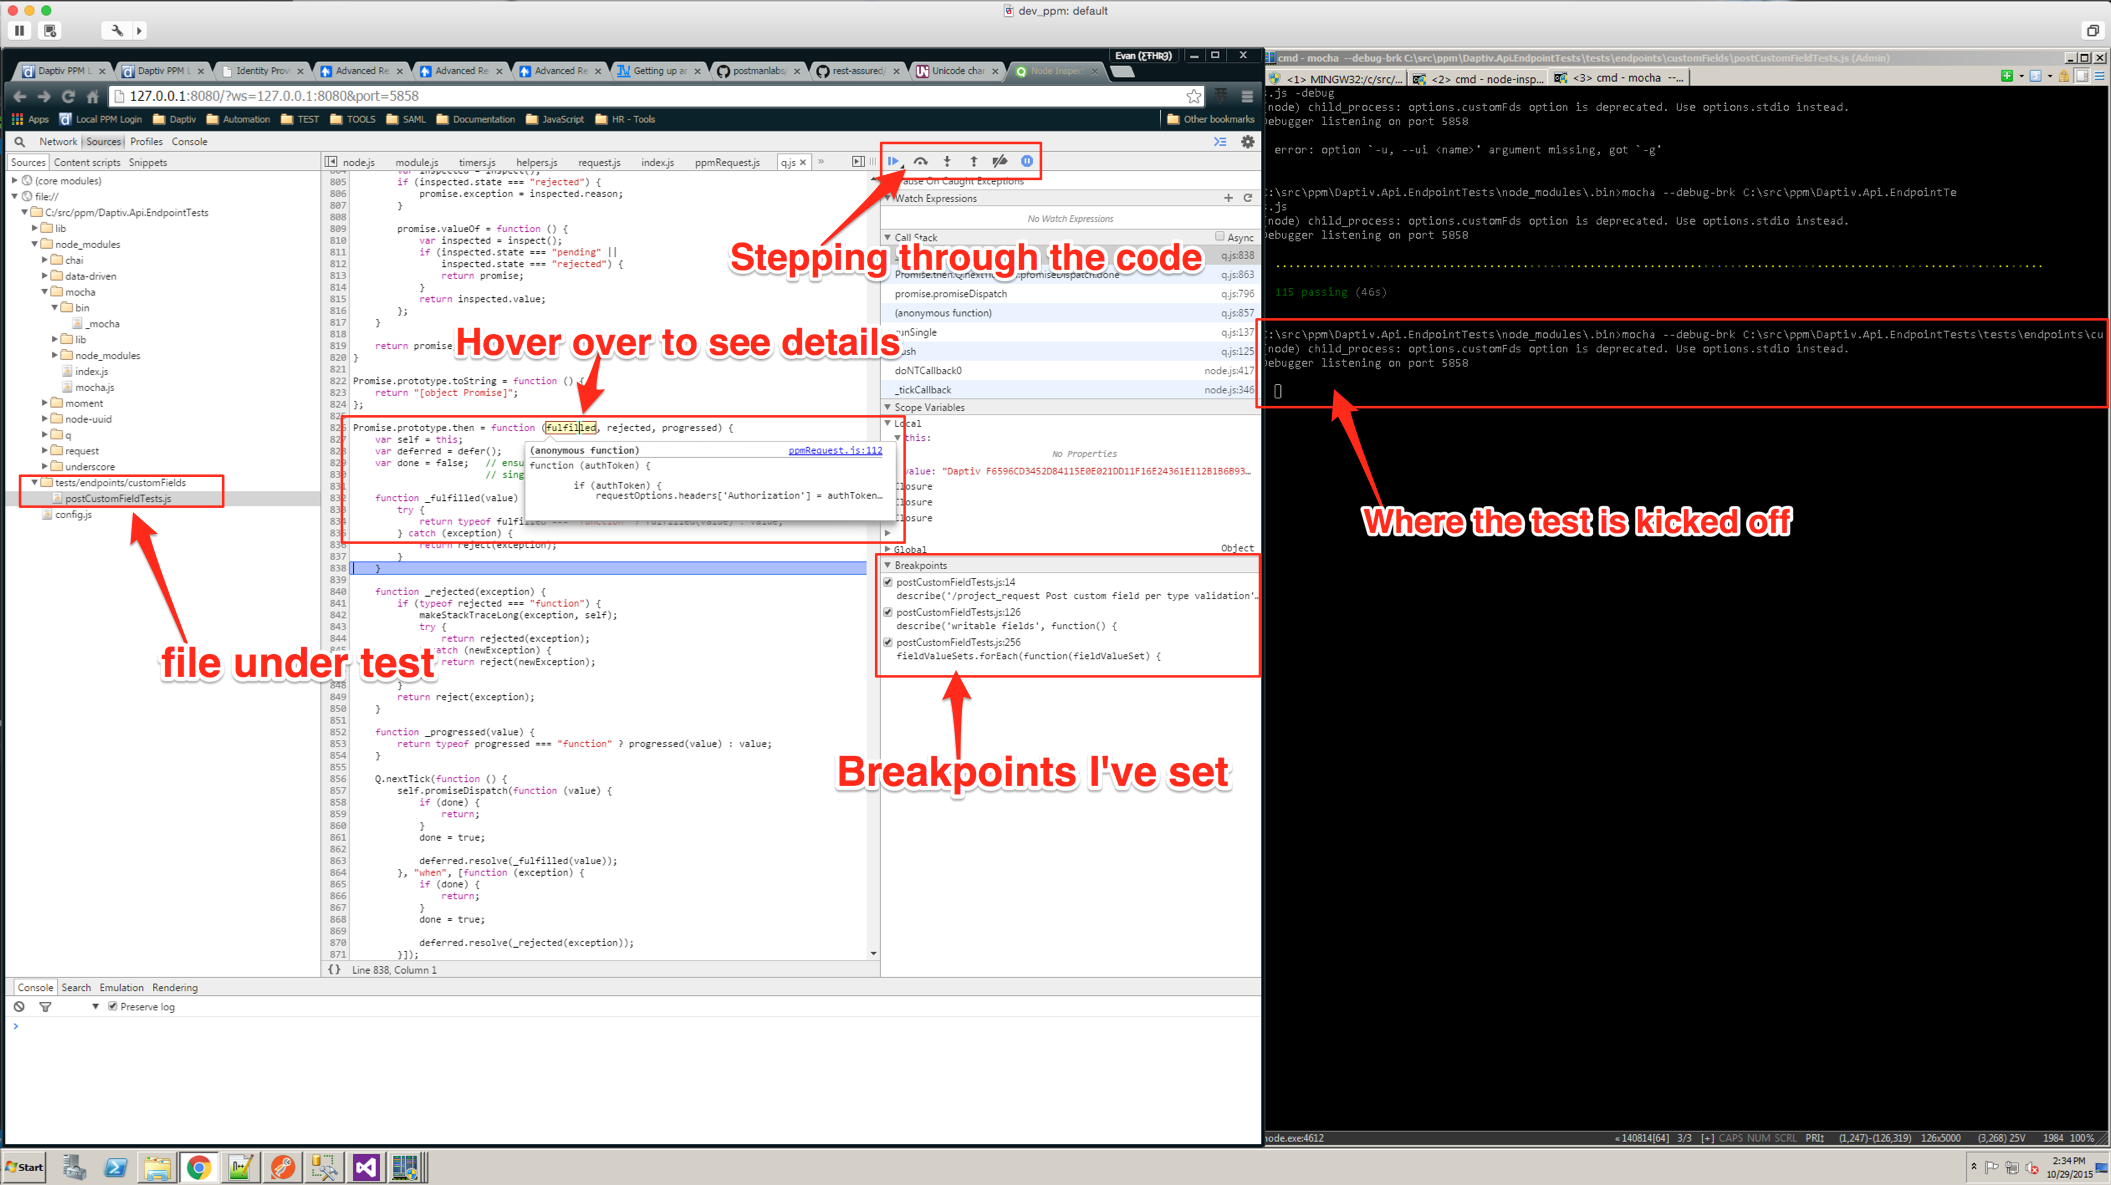 dev_ppm: default
Evan (ΣΤΗΒ3)
Daptiv PPM L
Daptiv PPM L
Identity Prov
Advanced Re
Advanced Re
Advanced Re
Getting up a
postmanlabs/
rest-assured/
Unicode char
Node Inspec
127.0.0.1:8080/?ws=127.0.0.1:8080&port=5858
Apps
Local PPM Login
Daptiv
Automation
TEST
TOOLS
SAML
Documentation
JavaScript
HR - Tools
Other bookmarks
Network Sources Profiles Console
Sources Content scripts Snippets
(core modules)
file://
C:/src/ppm/Daptiv.Api.EndpointTests
lib
node_modules
chai
data-driven
mocha
bin
_mocha
lib
node_modules
index.js
mocha.js
moment
node-uuid
q
request
underscore
tests/endpoints/customFields
postCustomFieldTests.js
config.js
file under test
node.js module.js timers.js helpers.js request.js index.js ppmRequest.js q.js ×  »
804 var inspected = inspect();
805 if (inspected.state === "rejected") {
806 promise.exception = inspected.reason;
807 }
808
809 promise.valueOf = function () {
810 var inspected = inspect();
811 if (inspected.state === "pending" ||
812 inspected.state === "rejected") {
813 return promise;
814 }
815 return inspected.value;
816 };
817 }
818
819 return promise
820 }
821
822 Promise.prototype.toString = function () {
823 return "[object Promise]";
824 };
825
826 Promise.prototype.then = function (fulfilled, rejected, progressed) {
827 var self = this;
828 var deferred = defer();
829 var done = false; // ensu
830 // sing
831
832 function _fulfilled(value)
833 try {
834 return typeof fulfilled === "function" ? fulfilled(value) : value;
835 } catch (exception) {
836 return reject(exception);
837 }
838 }
839
840 function _rejected(exception) {
841 if (typeof rejected === "function") {
842 makeStackTraceLong(exception, self);
843 try {
844 return rejected(exception);
845 catch (newException) {
return reject(newException);
848 }
849 return reject(exception);
850 }
851
852 function _progressed(value) {
853 return typeof progressed === "function" ? progressed(value) : value;
854 }
855
856 Q.nextTick(function () {
857 self.promiseDispatch(function (value) {
858 if (done) {
859 return;
860 }
861 done = true;
862
863 deferred.resolve(_fulfilled(value));
864 }, "when", [function (exception) {
865 if (done) {
866 return;
867 }
868 done = true;
869
870 deferred.resolve(_rejected(exception));
871 }]);
{} Line 838, Column 1
Hover over to see details
(anonymous function) ppmRequest.js:112
function (authToken) {
if (authToken) {
requestOptions.headers['Authorization'] = authToken…
Pause On Caught Exceptions
Watch Expressions
No Watch Expressions
Call Stack Async
Stepping through the code
q.js:838
Promise.then.Q.nextTick.promiseDispatch.done q.js:863
promise.promiseDispatch q.js:796
(anonymous function) q.js:857
runSingle q.js:137
flush q.js:125
doNTCallback0 node.js:417
_tickCallback node.js:346
Scope Variables
Local
this:
No Properties
value: "Daptiv F6596CD3452D84115E0E021DD11F16E24361E112B1B6B93…
Closure
Closure
Closure
Global Object
Breakpoints
postCustomFieldTests.js:14
describe('/project_request Post custom field per type validation'…
postCustomFieldTests.js:126
describe('writable fields', function() {
postCustomFieldTests.js:256
fieldValueSets.forEach(function(fieldValueSet) {
Breakpoints I've set
Console Search Emulation Rendering
Preserve log
>
cmd - mocha --debug-brk C:\src\ppm\Daptiv.Api.EndpointTests\tests\endpoints\customFields\postCustomFieldTests.js (Admin)
<1> MINGW32:/c/src/...
<2> cmd - node-insp...
<3> cmd - mocha --...
.js -debug
node) child_process: options.customFds option is deprecated. Use options.stdio instead.
Debugger listening on port 5858
error: option `-u, --ui <name>' argument missing, got `-g'
:\src\ppm\Daptiv.Api.EndpointTests\node_modules\.bin>mocha --debug-brk C:\src\ppm\Daptiv.Api.EndpointTe
.js
node) child_process: options.customFds option is deprecated. Use options.stdio instead.
Debugger listening on port 5858
115 passing (46s)
C:\src\ppm\Daptiv.Api.EndpointTests\node_modules\.bin>mocha --debug-brk C:\src\ppm\Daptiv.Api.EndpointTests\tests\endpoints\cu
(node) child_process: options.customFds option is deprecated. Use options.stdio instead.
Debugger listening on port 5858
Where the test is kicked off
node.exe:4612
« 140814[64] 3/3 [+] CAPS NUM SCRL PRI‡ (1,247)-(126,319) 126x5000 (3,268) 25V 1984 100%
Start
2:34 PM
10/29/2015